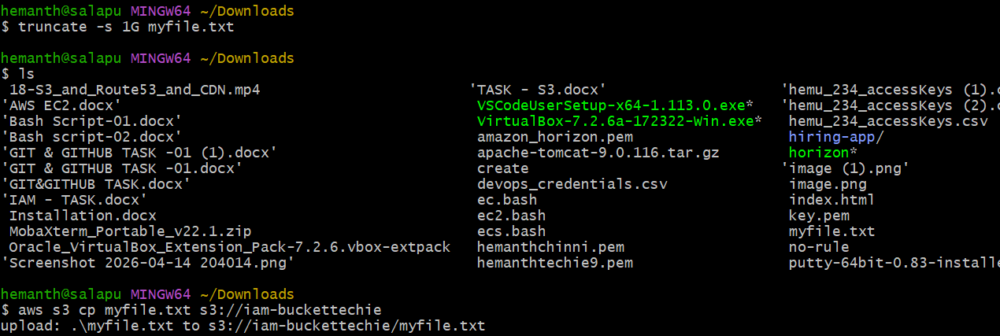 hemanth@salapu MINGW64 ~/Downloads
$ truncate -s 1G myfile.txt
hemanth@salapu MINGW64 ~/Downloads
$ ls
 18-S3_and_Route53_and_CDN.mp4 'TASK - S3.docx' 'hemu_234_accessKeys (1).c
'AWS EC2.docx' VSCodeUserSetup-x64-1.113.0.exe* 'hemu_234_accessKeys (2).c
'Bash Script-01.docx' VirtualBox-7.2.6a-172322-Win.exe* hemu_234_accessKeys.csv
'Bash script-02.docx' amazon_horizon.pem hiring-app/
'GIT & GITHUB TASK -01 (1).docx' apache-tomcat-9.0.116.tar.gz horizon*
'GIT & GITHUB TASK -01.docx' create 'image (1).png'
'GIT&GITHUB TASK.docx' devops_credentials.csv image.png
'IAM - TASK.docx' ec.bash index.html
 Installation.docx ec2.bash key.pem
 MobaXterm_Portable_v22.1.zip ecs.bash myfile.txt
 Oracle_VirtualBox_Extension_Pack-7.2.6.vbox-extpack hemanthchinni.pem no-rule
'Screenshot 2026-04-14 204014.png' hemanthtechie9.pem putty-64bit-0.83-installe
hemanth@salapu MINGW64 ~/Downloads
$ aws s3 cp myfile.txt s3://iam-buckettechie
upload: .\myfile.txt to s3://iam-buckettechie/myfile.txt